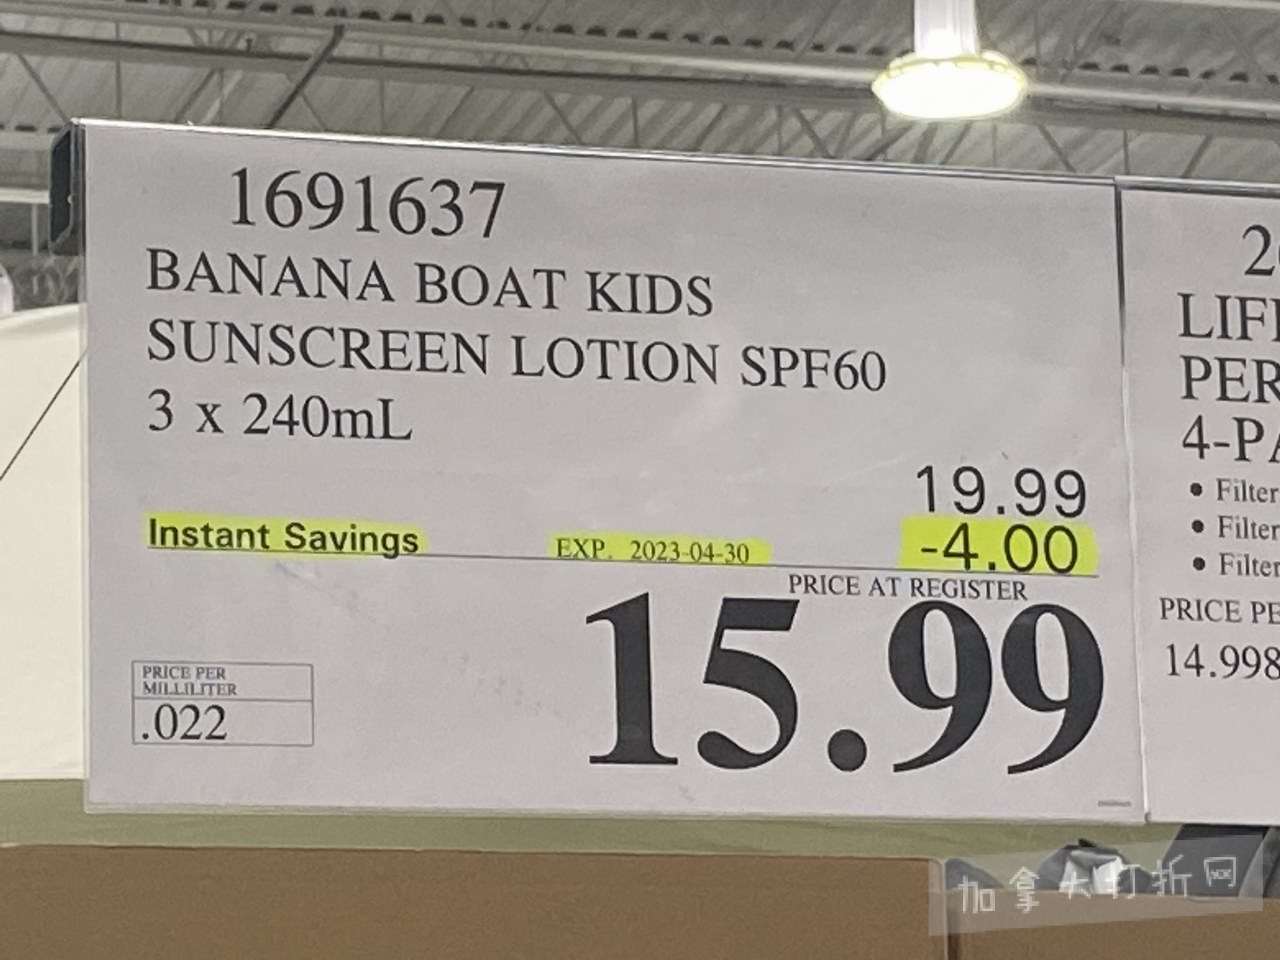 1691637
BANANA BOAT KIDS
SUNSCREEN LOTION SPF60
3 x 240mL
19.99
Instant Savings EXP. 2023-04-30 -4.00
PRICE AT REGISTER
15.99
PRICE PER
MILLILITER
.022
4-PA
• Filter
• Filter
• Filter
PRICE PE
14.998
加拿大打折网